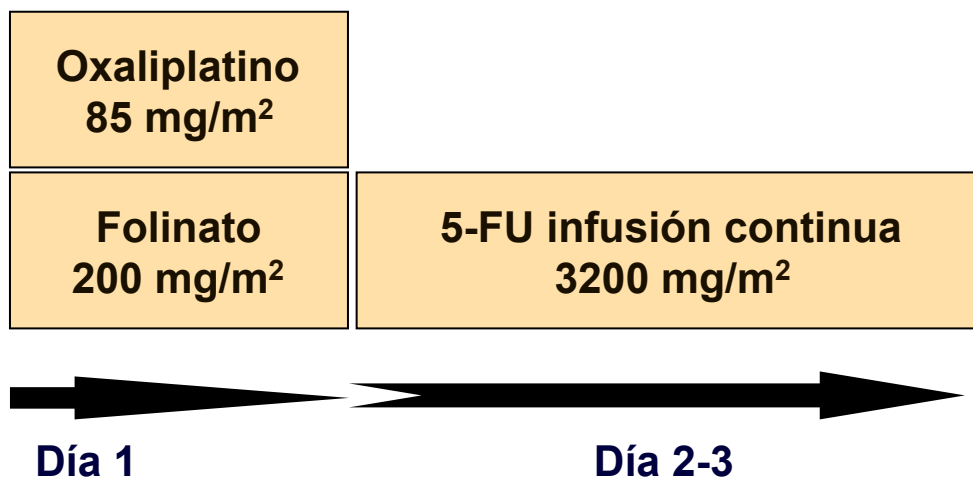 Oxaliplatino
85 mg/m²
Folinato
200 mg/m²
5-FU infusión continua
3200 mg/m²
Día 1
Día 2-3